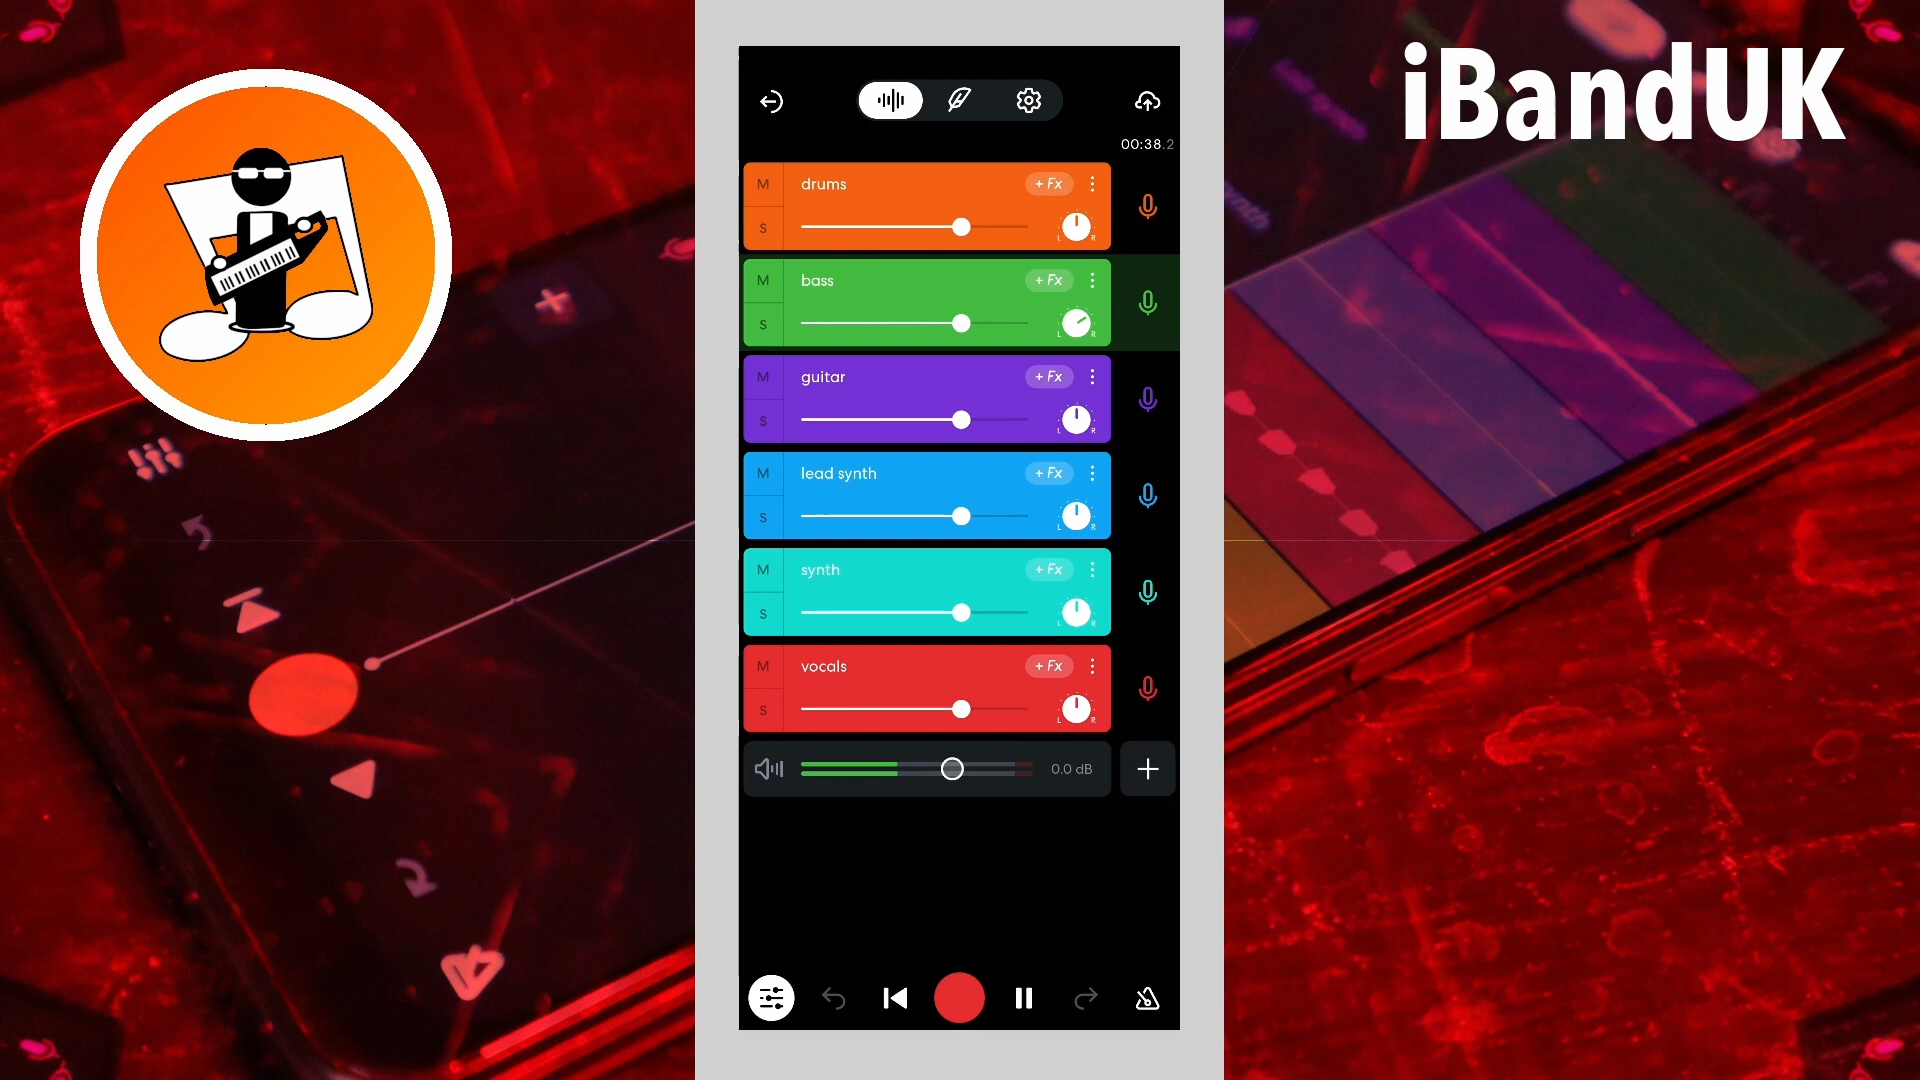 iBandUK
00:38.2
M
drums
+ Fx
S
L R
M
bass
+ Fx
S
L R
M
guitar
+ Fx
S
L R
M
lead synth
+ Fx
S
L R
M
synth
+ Fx
S
L R
M
vocals
+ Fx
S
L R
0.0 dB